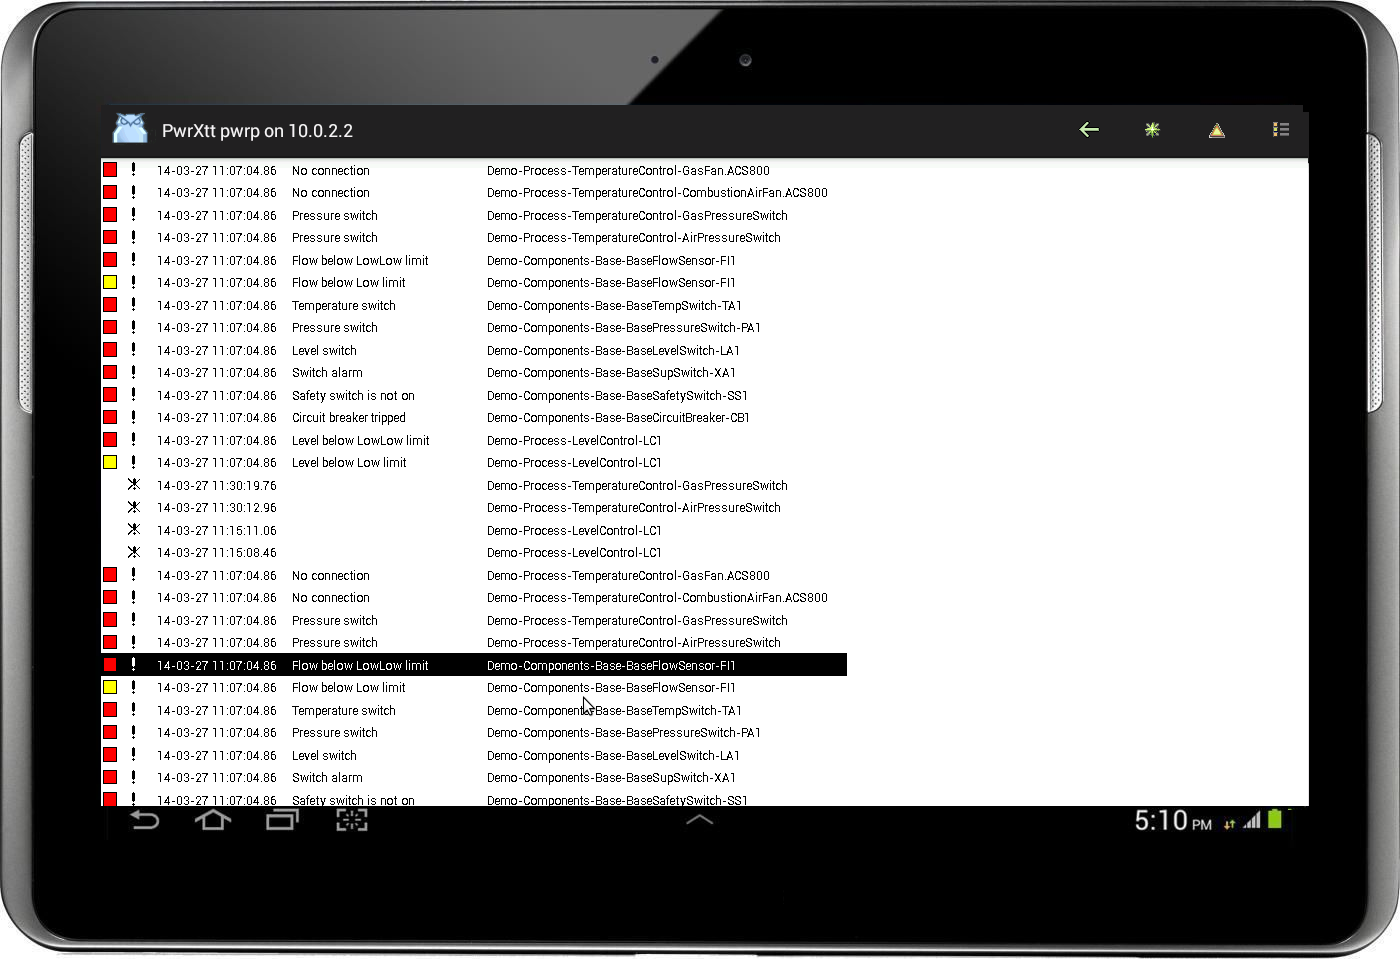 PwrXtt pwrp on 10.0.2.2
! 14-03-27 11:07:04.86 No connection Demo-Process-TemperatureControl-GasFan.ACS800
! 14-03-27 11:07:04.86 No connection Demo-Process-TemperatureControl-CombustionAirFan.ACS800
! 14-03-27 11:07:04.86 Pressure switch Demo-Process-TemperatureControl-GasPressureSwitch
! 14-03-27 11:07:04.86 Pressure switch Demo-Process-TemperatureControl-AirPressureSwitch
! 14-03-27 11:07:04.86 Flow below LowLow limit Demo-Components-Base-BaseFlowSensor-FI1
! 14-03-27 11:07:04.86 Flow below Low limit Demo-Components-Base-BaseFlowSensor-FI1
! 14-03-27 11:07:04.86 Temperature switch Demo-Components-Base-BaseTempSwitch-TA1
! 14-03-27 11:07:04.86 Pressure switch Demo-Components-Base-BasePressureSwitch-PA1
! 14-03-27 11:07:04.86 Level switch Demo-Components-Base-BaseLevelSwitch-LA1
! 14-03-27 11:07:04.86 Switch alarm Demo-Components-Base-BaseSupSwitch-XA1
! 14-03-27 11:07:04.86 Safety switch is not on Demo-Components-Base-BaseSafetySwitch-SS1
! 14-03-27 11:07:04.86 Circuit breaker tripped Demo-Components-Base-BaseCircuitBreaker-CB1
! 14-03-27 11:07:04.86 Level below LowLow limit Demo-Process-LevelControl-LC1
! 14-03-27 11:07:04.86 Level below Low limit Demo-Process-LevelControl-LC1
14-03-27 11:30:19.76 Demo-Process-TemperatureControl-GasPressureSwitch
14-03-27 11:30:12.96 Demo-Process-TemperatureControl-AirPressureSwitch
14-03-27 11:15:11.06 Demo-Process-LevelControl-LC1
14-03-27 11:15:08.46 Demo-Process-LevelControl-LC1
! 14-03-27 11:07:04.86 No connection Demo-Process-TemperatureControl-GasFan.ACS800
! 14-03-27 11:07:04.86 No connection Demo-Process-TemperatureControl-CombustionAirFan.ACS800
! 14-03-27 11:07:04.86 Pressure switch Demo-Process-TemperatureControl-GasPressureSwitch
! 14-03-27 11:07:04.86 Pressure switch Demo-Process-TemperatureControl-AirPressureSwitch
! 14-03-27 11:07:04.86 Flow below LowLow limit Demo-Components-Base-BaseFlowSensor-FI1
! 14-03-27 11:07:04.86 Flow below Low limit Demo-Components-Base-BaseFlowSensor-FI1
! 14-03-27 11:07:04.86 Temperature switch Demo-Components-Base-BaseTempSwitch-TA1
! 14-03-27 11:07:04.86 Pressure switch Demo-Components-Base-BasePressureSwitch-PA1
! 14-03-27 11:07:04.86 Level switch Demo-Components-Base-BaseLevelSwitch-LA1
! 14-03-27 11:07:04.86 Switch alarm Demo-Components-Base-BaseSupSwitch-XA1
! 14-03-27 11:07:04.86 Safety switch is not on Demo-Components-Base-BaseSafetySwitch-SS1
5:10 PM